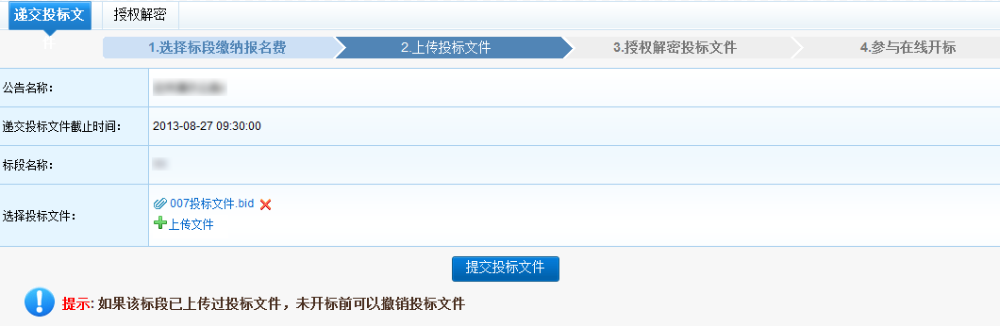 递交投标文件 授权解密
1.选择标段缴纳报名费 2.上传投标文件 3.授权解密投标文件 4.参与在线开标
公告名称：
递交投标文件截止时间： 2013-08-27 09:30:00
标段名称：
选择投标文件： 007投标文件.bid
上传文件
提交投标文件
提示: 如果该标段已上传过投标文件，未开标前可以撤销投标文件